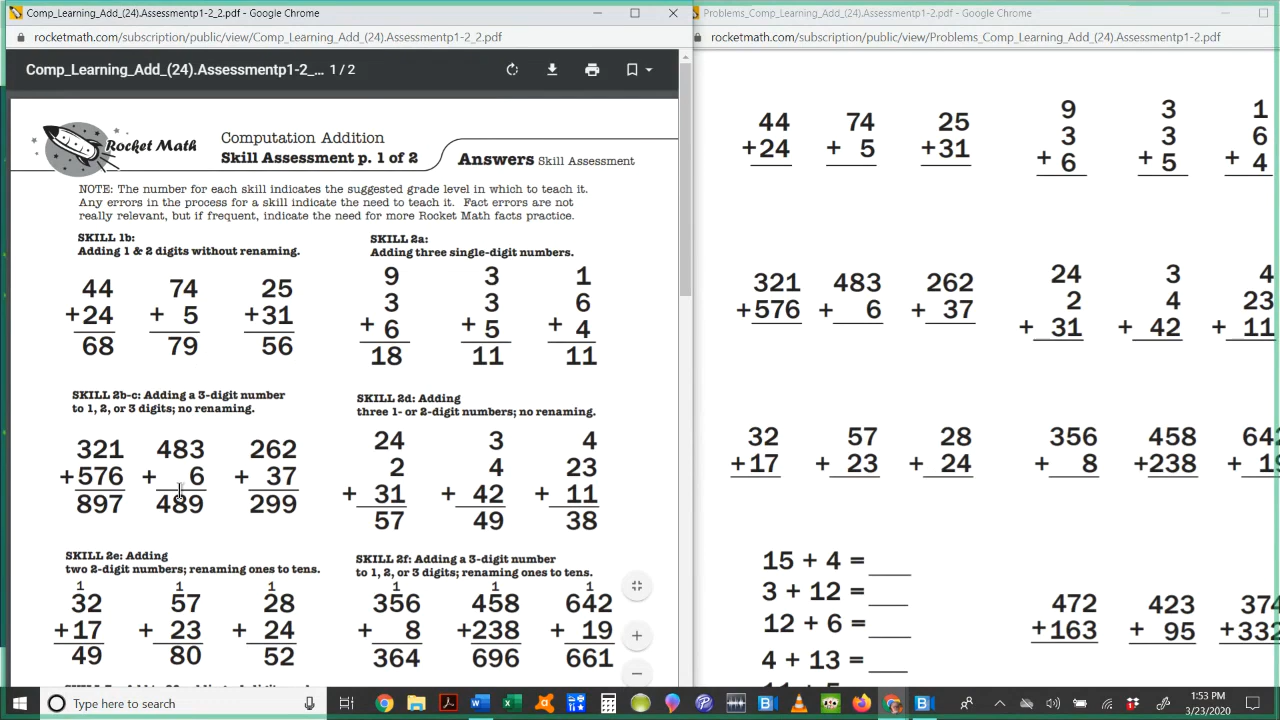 Comp_Learning_Add_(24).Assessmentp1-2_2.pdf - Google Chrome
rocketmath.com/subscription/public/view/Comp_Learning_Add_(24).Assessmentp1-2_2.pdf
Comp_Learning_Add_(24).Assessmentp1-2_... 1 / 2
Rocket Math
Computation Addition
Skill Assessment p. 1 of 2
Answers Skill Assessment
NOTE: The number for each skill indicates the suggested grade level in which to teach it.
Any errors in the process for a skill indicate the need to teach it. Fact errors are not
really relevant, but if frequent, indicate the need for more Rocket Math facts practice.
SKILL 1b:
Adding 1 & 2 digits without renaming.
44 74 25
+24 + 5 +31
68 79 56
SKILL 2a:
Adding three single-digit numbers.
9 3 1
3 3 6
+ 6 + 5 + 4
18 11 11
SKILL 2b-c: Adding a 3-digit number
to 1, 2, or 3 digits; no renaming.
321 483 262
+576 + 6 + 37
897 489 299
SKILL 2d: Adding
three 1- or 2-digit numbers; no renaming.
24 3 4
2 4 23
+ 31 + 42 + 11
57 49 38
SKILL 2e: Adding
two 2-digit numbers; renaming ones to tens.
1 1 1
32 57 28
+17 + 23 + 24
49 80 52
SKILL 2f: Adding a 3-digit number
to 1, 2, or 3 digits; renaming ones to tens.
1 1 1
356 458 642
+ 8 +238 + 19
364 696 661
Problems_Comp_Learning_Add_(24).Assessmentp1-2_2.pdf - Google Chrome
rocketmath.com/subscription/public/view/Problems_Comp_Learning_Add_(24).Assessmentp1-2_2.pdf
44 74 25
+24 + 5 +31
9 3 1
3 3 6
+ 6 + 5 + 4
321 483 262
+576 + 6 + 37
24 3 4
2 4 23
+ 31 + 42 + 11
32 57 28
+17 + 23 + 24
356 458 642
+ 8 +238 + 1
15 + 4 =
3 + 12 =
12 + 6 =
4 + 13 =
472 423 374
+163 + 95 +332
Type here to search
1:53 PM
3/23/2020